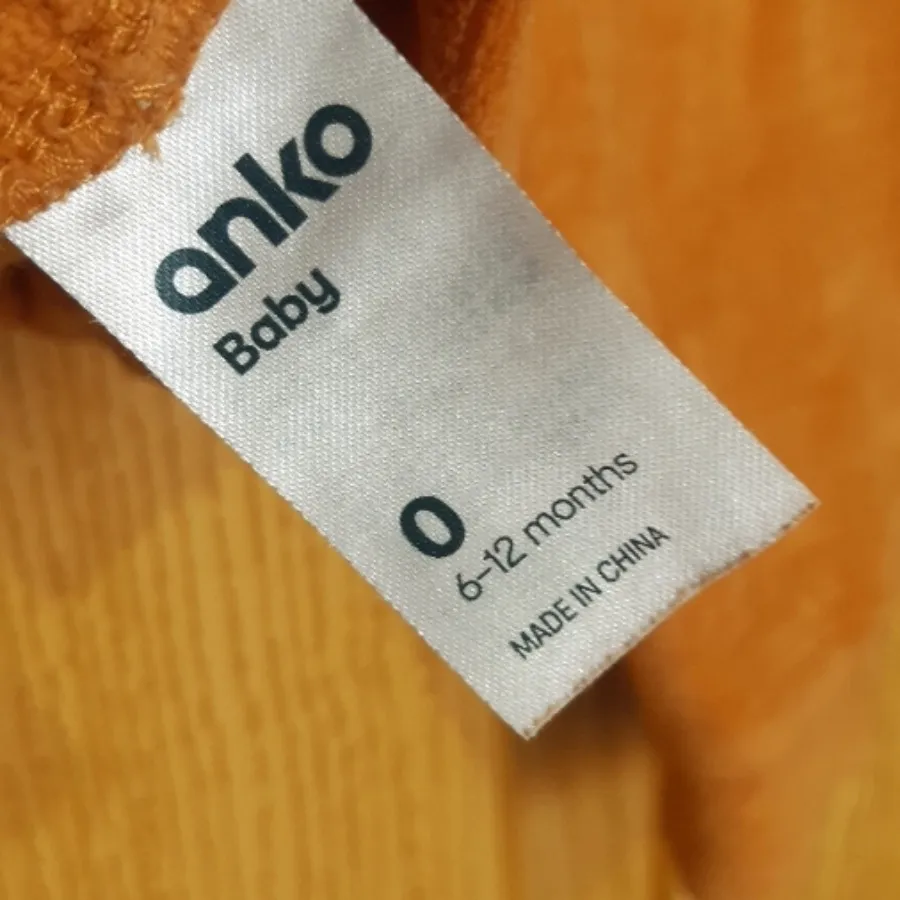 anko
Baby
0
6-12 months
MADE IN CHINA